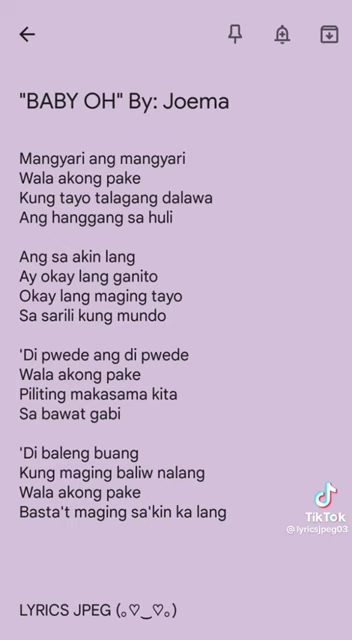 "BABY OH" By: Joema
Mangyari ang mangyari
Wala akong pake
Kung tayo talagang dalawa
Ang hanggang sa huli
Ang sa akin lang
Ay okay lang ganito
Okay lang maging tayo
Sa sarili kung mundo
'Di pwede ang di pwede
Wala akong pake
Piliting makasama kita
Sa bawat gabi
'Di baleng buang
Kung maging baliw nalang
Wala akong pake
Basta't maging sa'kin ka lang
TikTok
@lyricsjpeg03
LYRICS JPEG (｡♡‿♡｡)